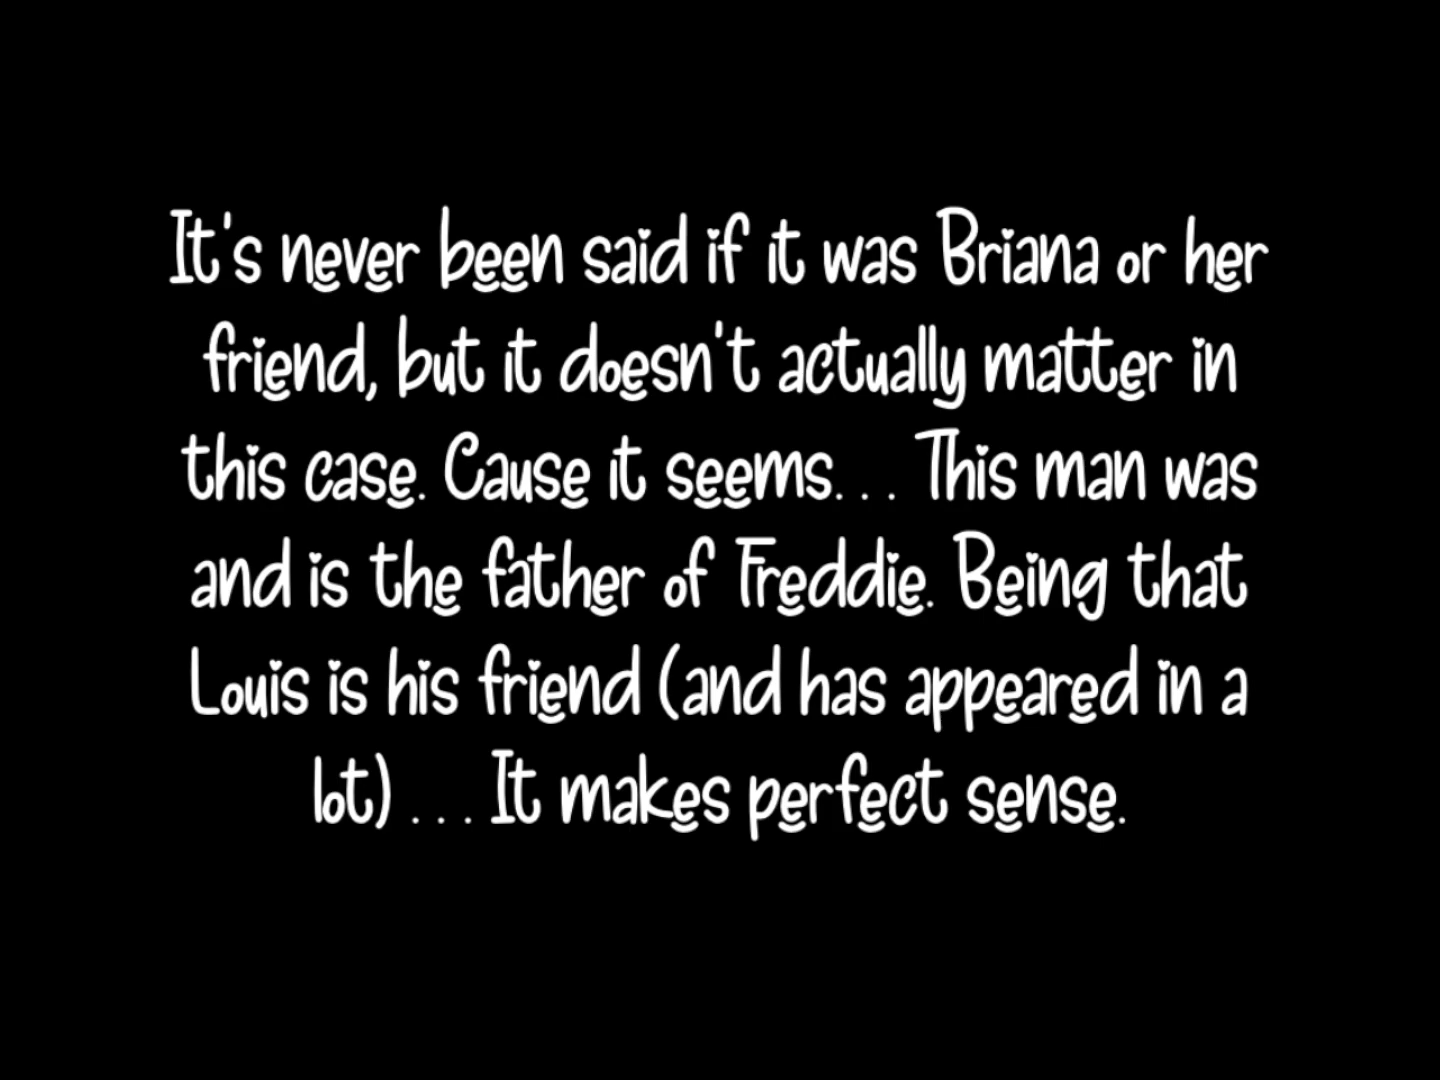 It's never been said if it was Briana or her
friend, but it doesn't actually matter in
this case. Cause it seems... This man was
and is the father of Freddie. Being that
Louis is his friend (and has appeared in a
lot) ... It makes perfect sense.